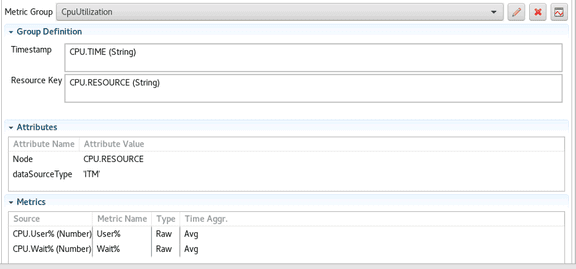 Metric Group CpuUtilization
Group Definition
Timestamp CPU.TIME (String)
Resource Key CPU.RESOURCE (String)
Attributes
Attribute Name Attribute Value
Node CPU.RESOURCE
dataSourceType 'ITM'
Metrics
Source Metric Name Type Time Aggr.
CPU.User% (Number) User% Raw Avg
CPU.Wait% (Number) Wait% Raw Avg